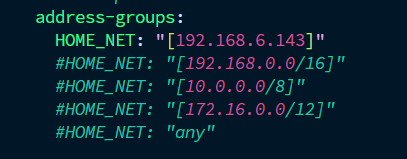 address-groups:
HOME_NET: "[192.168.6.143]"
#HOME_NET: "[192.168.0.0/16]"
#HOME_NET: "[10.0.0.0/8]"
#HOME_NET: "[172.16.0.0/12]"
#HOME_NET: "any"